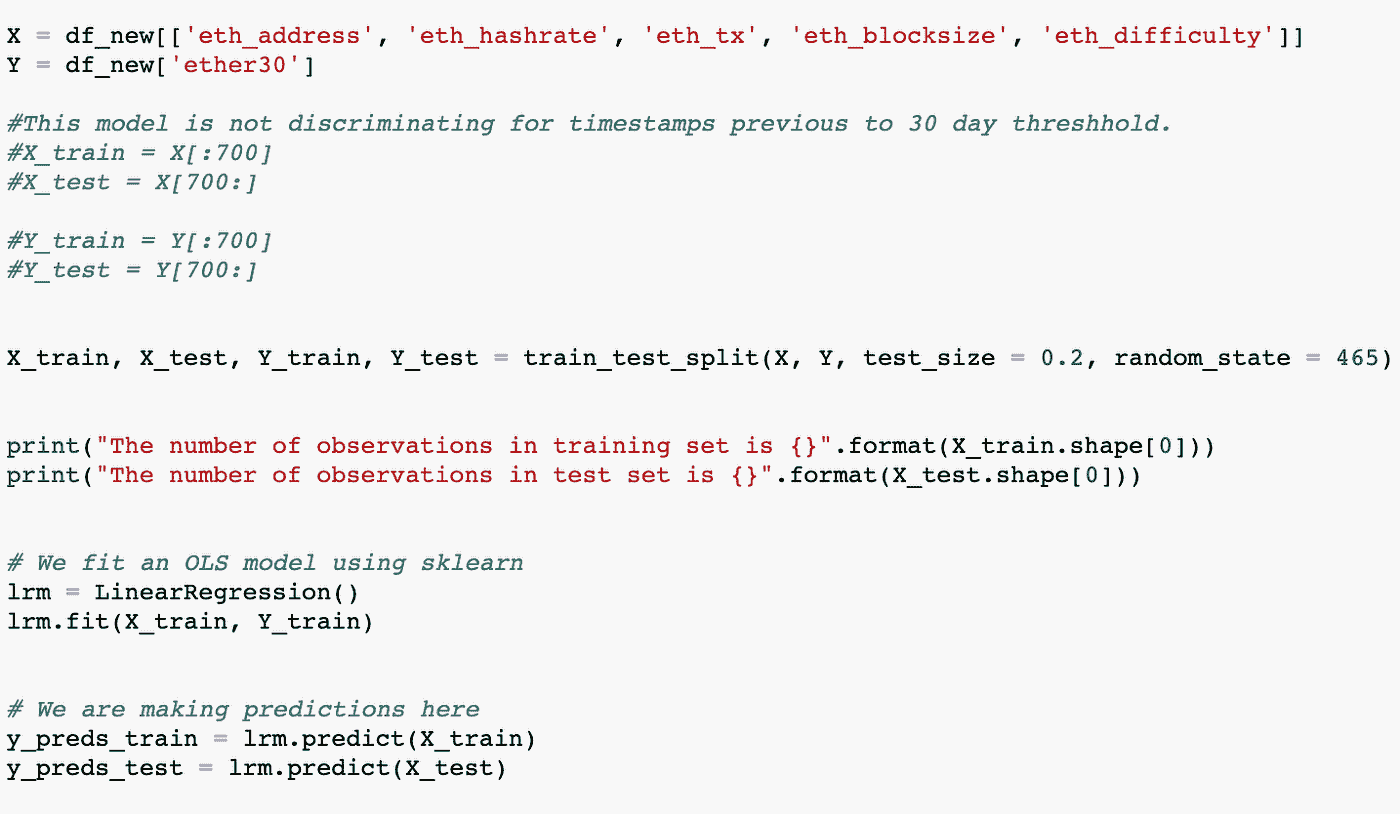 X = df_new[['eth_address', 'eth_hashrate', 'eth_tx', 'eth_blocksize', 'eth_difficulty']]
Y = df_new['ether30']
#This model is not discriminating for timestamps previous to 30 day threshhold.
#X_train = X[:700]
#X_test = X[700:]
#Y_train = Y[:700]
#Y_test = Y[700:]
X_train, X_test, Y_train, Y_test = train_test_split(X, Y, test_size = 0.2, random_state = 465)
print("The number of observations in training set is {}".format(X_train.shape[0]))
print("The number of observations in test set is {}".format(X_test.shape[0]))
# We fit an OLS model using sklearn
lrm = LinearRegression()
lrm.fit(X_train, Y_train)
# We are making predictions here
y_preds_train = lrm.predict(X_train)
y_preds_test = lrm.predict(X_test)